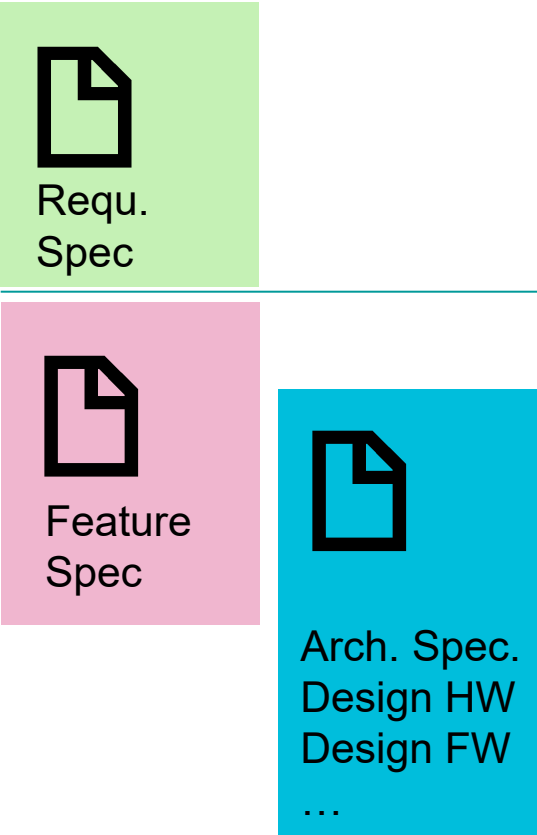 Requ.
Spec
Feature
Spec
Arch. Spec.
Design HW
Design FW
…